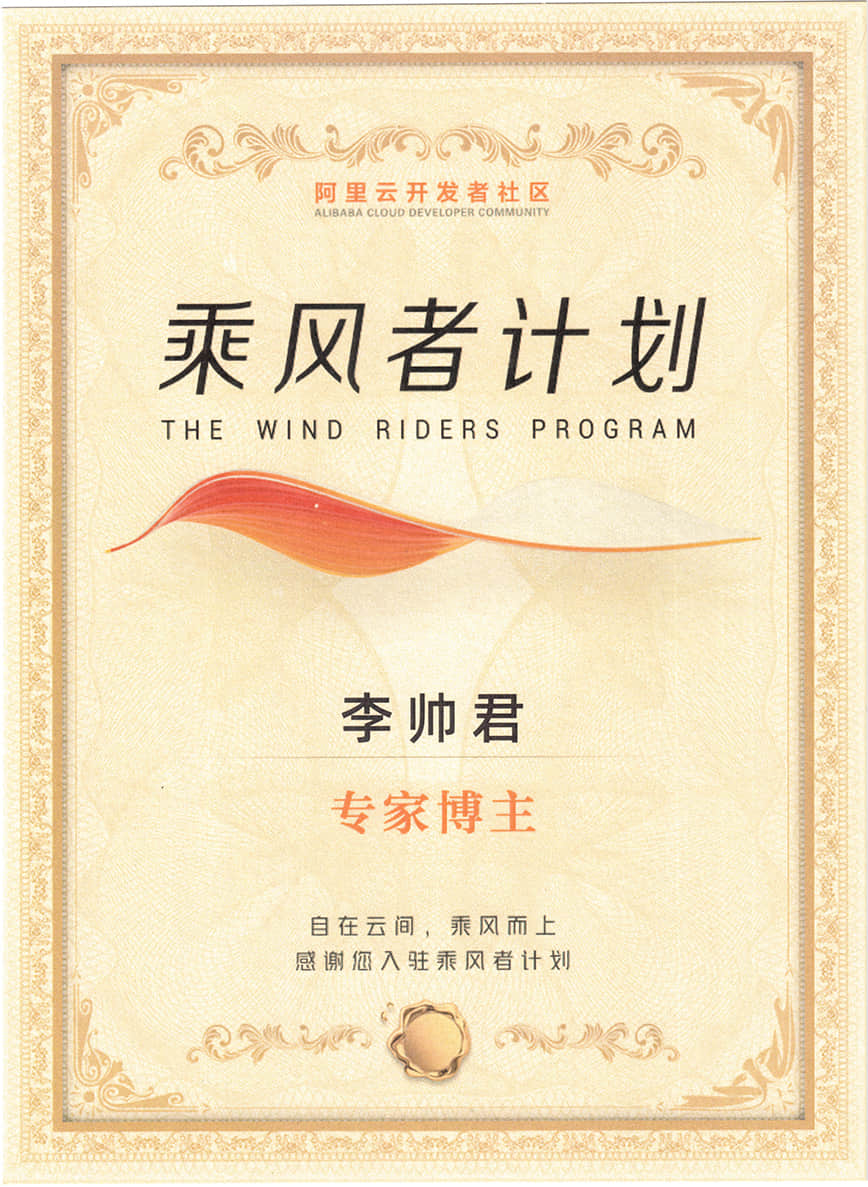 阿里云开发者社区
ALIBABA CLOUD DEVELOPER COMMUNITY
乘风者计划
THE WIND RIDERS PROGRAM
李帅君
专家博主
自在云间，乘风而上
感谢您入驻乘风者计划